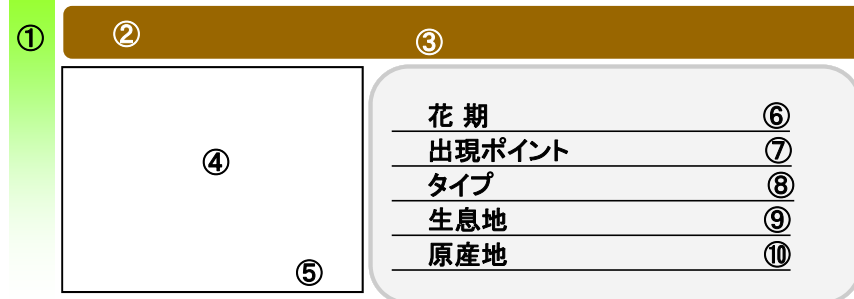 ① ② ③
④
⑤
花 期 ⑥
出現ポイント ⑦
タイプ ⑧
生息地 ⑨
原産地 ⑩